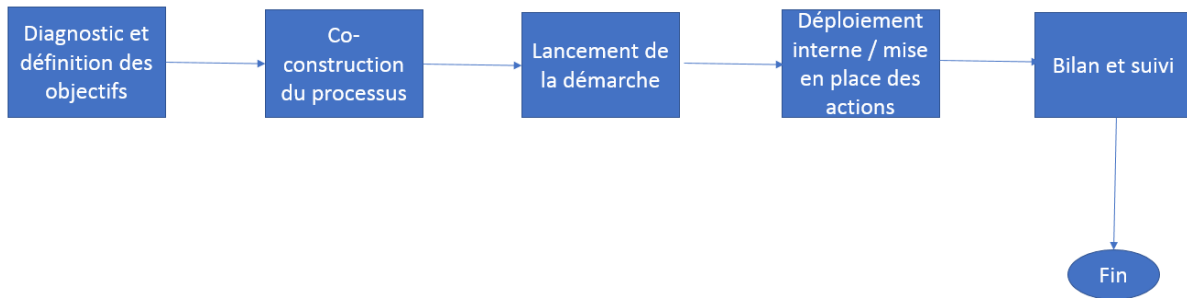 Diagnostic et
définition des
objectifs
Co-
construction
du processus
Lancement de
la démarche
Déploiement
interne / mise
en place des
actions
Bilan et suivi
Fin